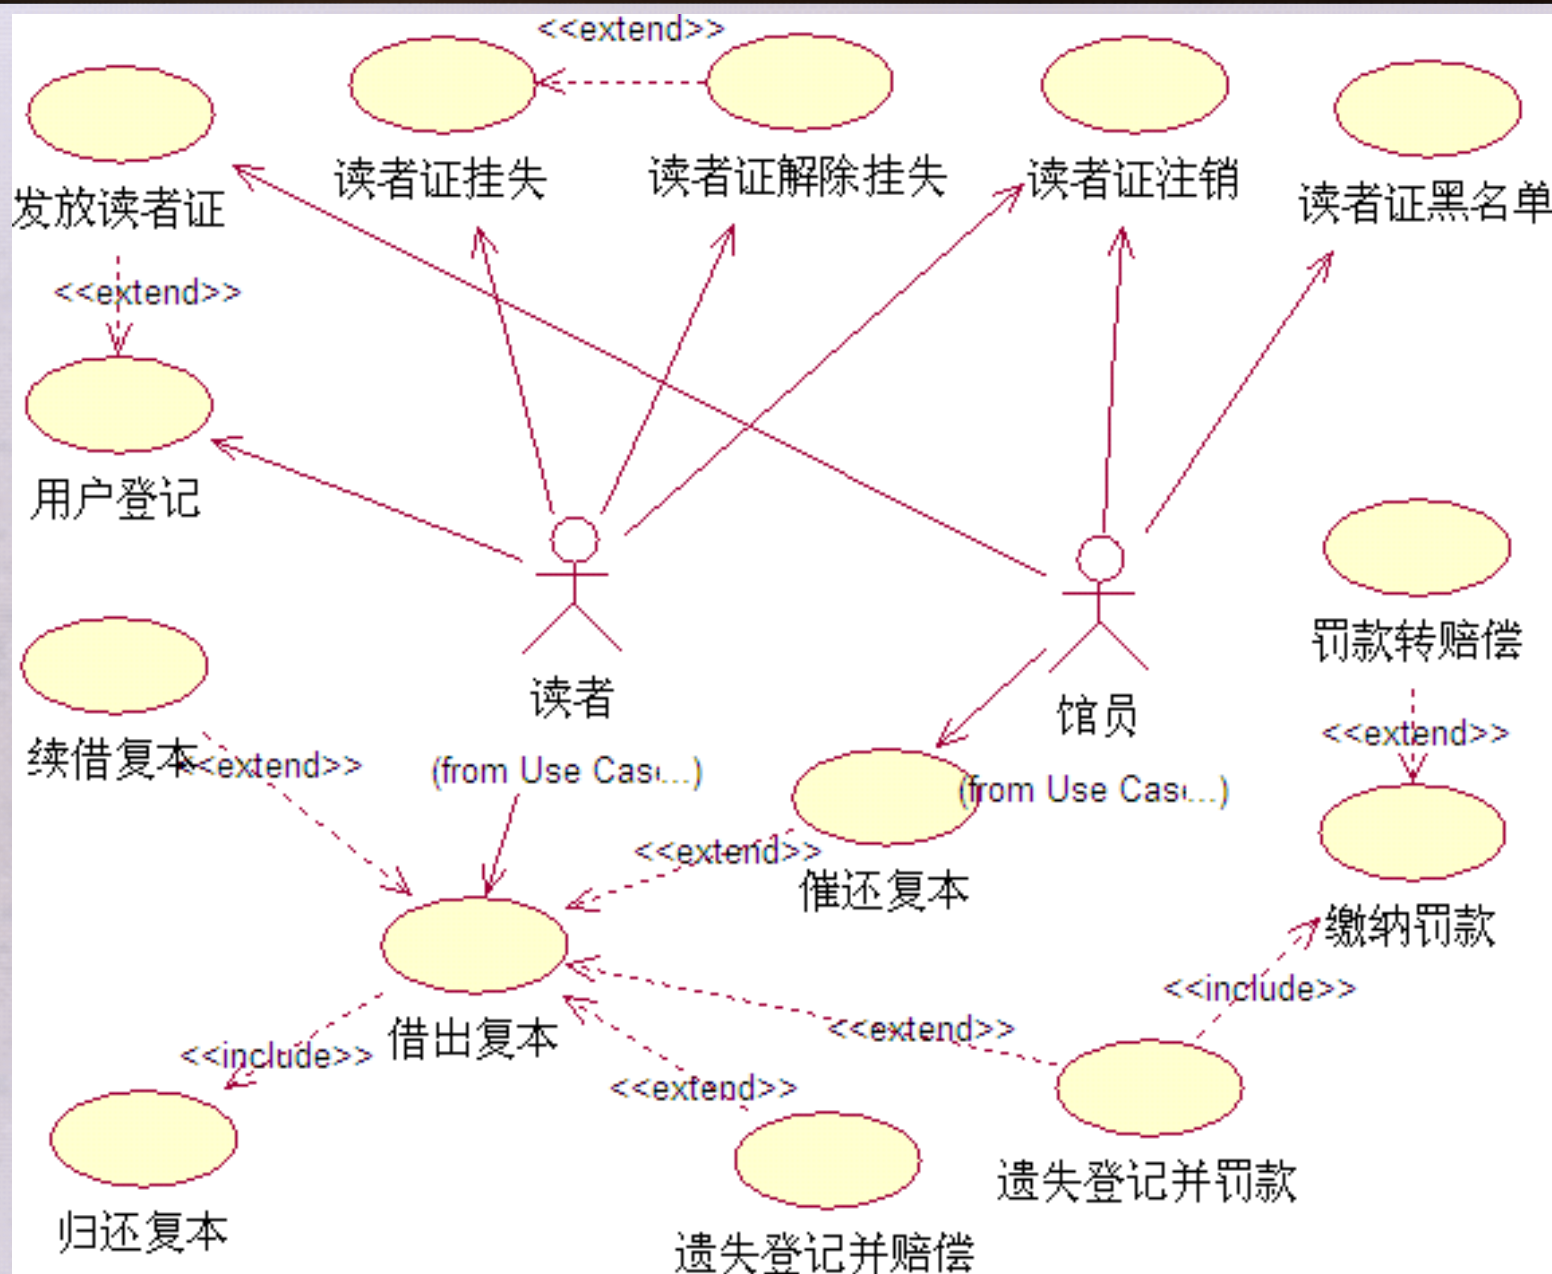 <<extend>>
读者证挂失
读者证解除挂失
读者证注销
读者证黑名单
发放读者证
<<extend>>
用户登记
读者
馆员
罚款转赔偿
<<extend>>
续借复本
<<extend>>
(from Use Cas...)
(from Use Cas...)
<<extend>>
催还复本
缴纳罚款
<<include>>
<<extend>>
借出复本
<<include>>
<<extend>>
遗失登记并罚款
归还复本
遗失登记并赔偿